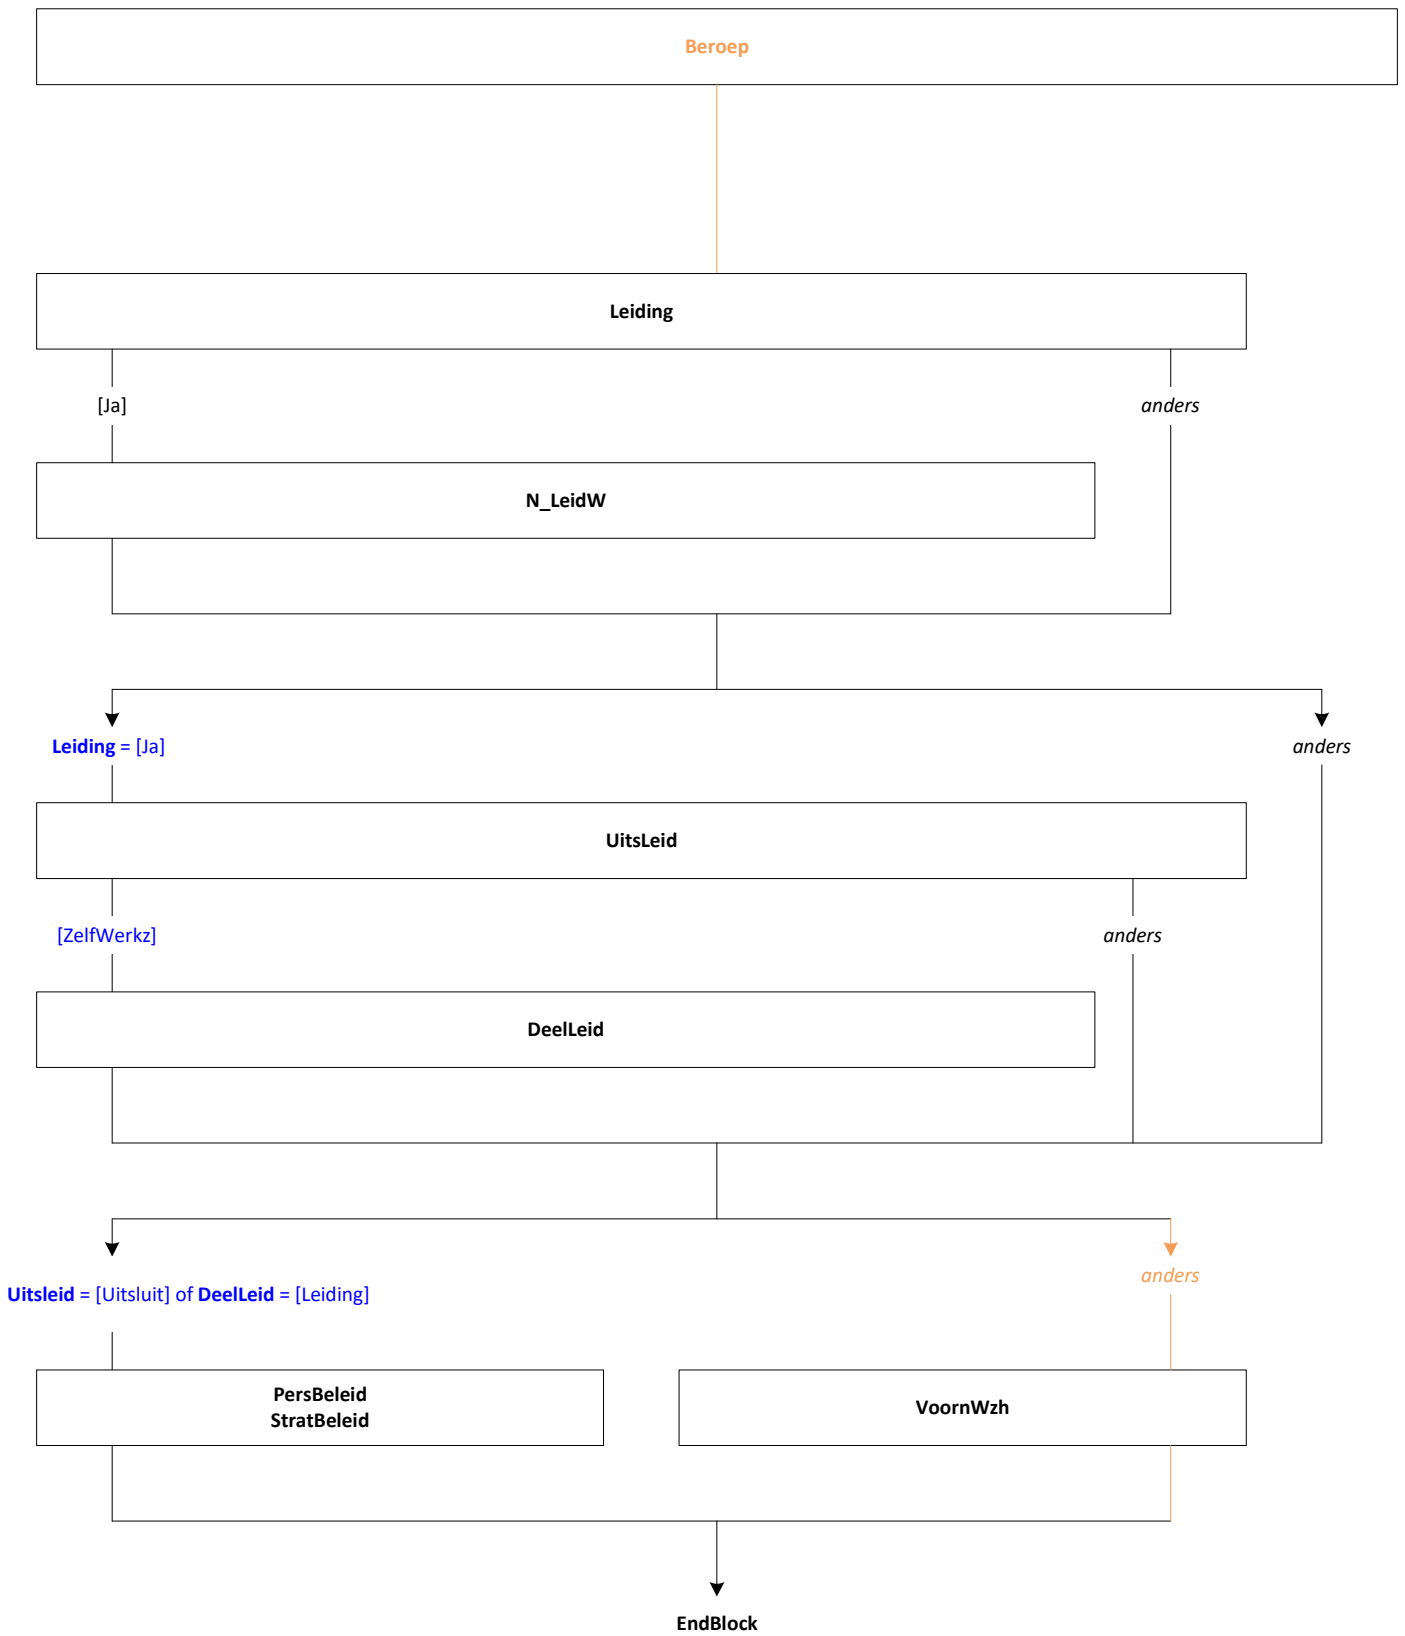 Beroep
Leiding
[Ja]
anders
N_LeidW
Leiding = [Ja]
anders
UitsLeid
[ZelfWerkz]
anders
DeelLeid
anders
Uitsleid = [Uitsluit] of DeelLeid = [Leiding]
PersBeleid
StratBeleid
VoornWzh
EndBlock